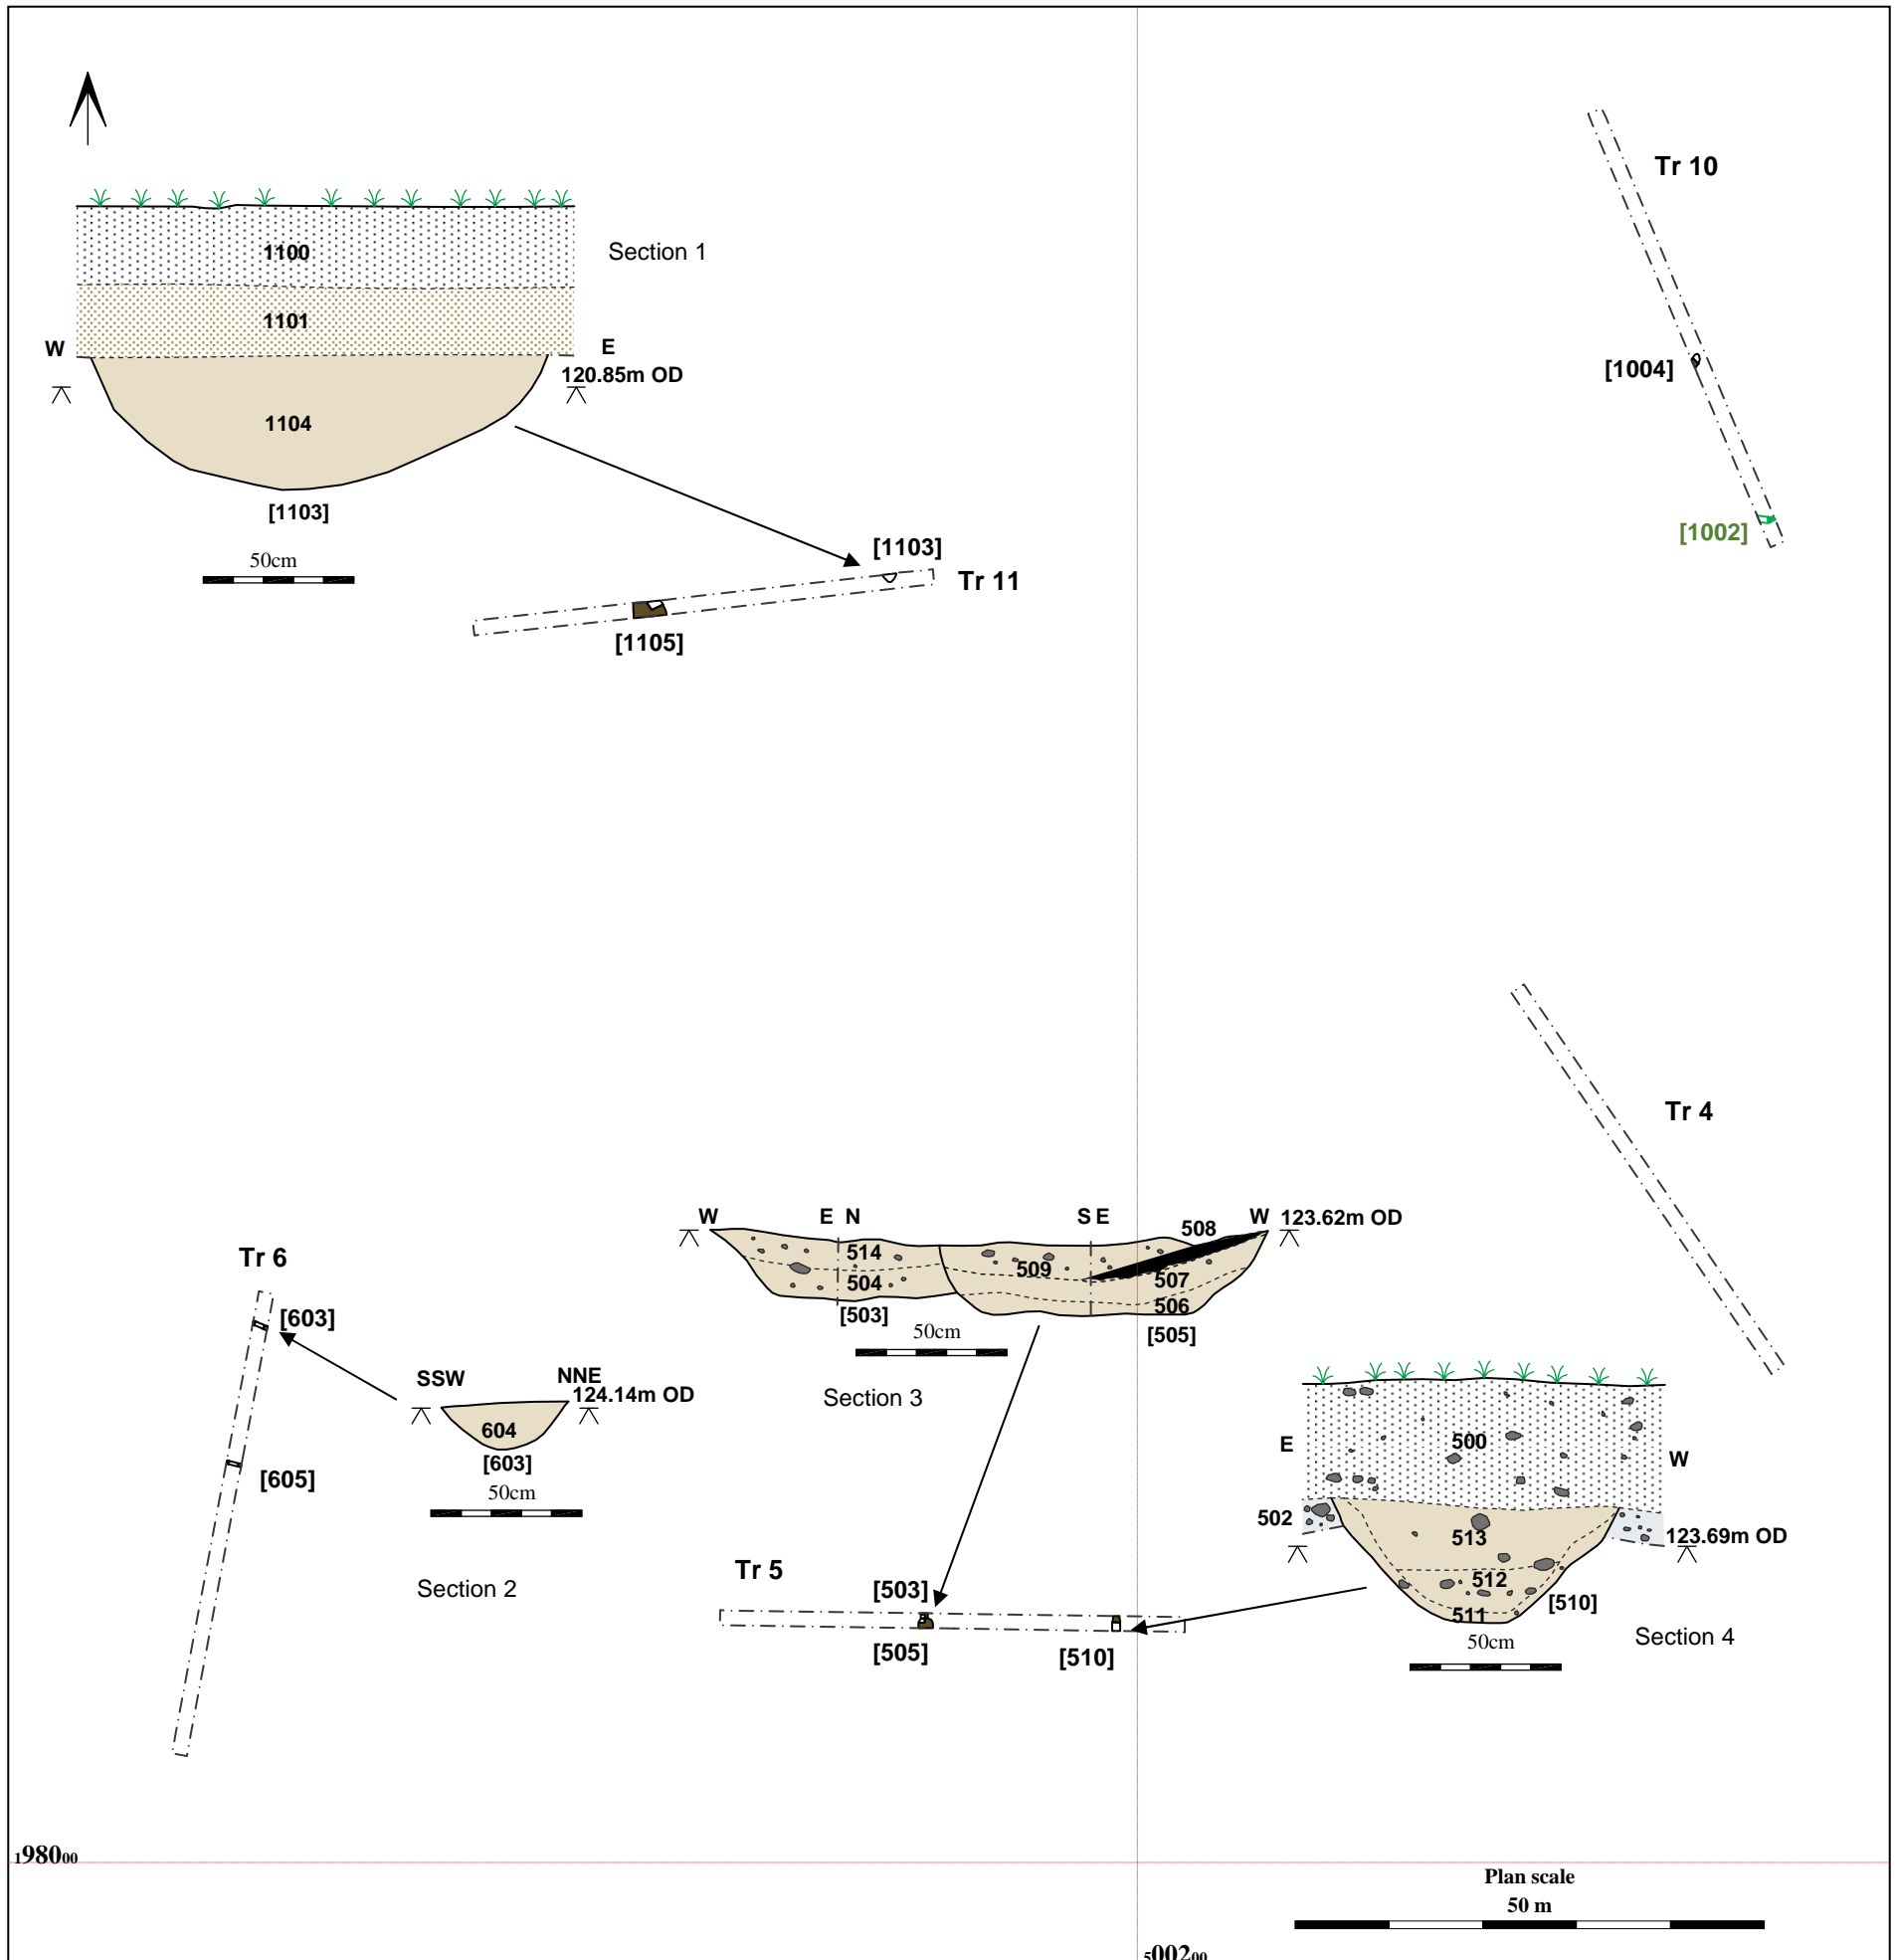 Tr 10
1100
Section 1
1101
W
E
120.85m OD
[1004]
1104
[1103]
[1002]
50cm
[1103]
Tr 11
[1105]
Tr 4
W
E N
S E
W
123.62m OD
508
514
509
504
507
506
[503]
[505]
50cm
Section 3
Tr 6
[603]
SSW
NNE
124.14m OD
604
[603]
[605]
50cm
Section 2
E
500
W
502
513
123.69m OD
512
511
[510]
50cm
Section 4
Tr 5
[503]
[505]
[510]
198000
Plan scale
50 m
500200